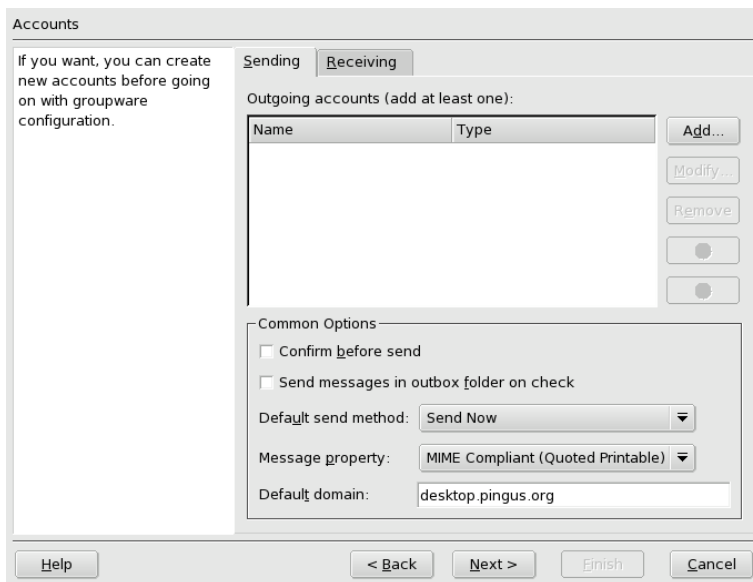 Accounts
If you want, you can create
new accounts before going
on with groupware
configuration.
Sending
Receiving
Outgoing accounts (add at least one):
Name
Type
Add...
Modify...
Remove
Common Options
Confirm before send
Send messages in outbox folder on check
Default send method:
Send Now
Message property:
MIME Compliant (Quoted Printable)
Default domain:
desktop.pingus.org
Help
< Back
Next >
Finish
Cancel